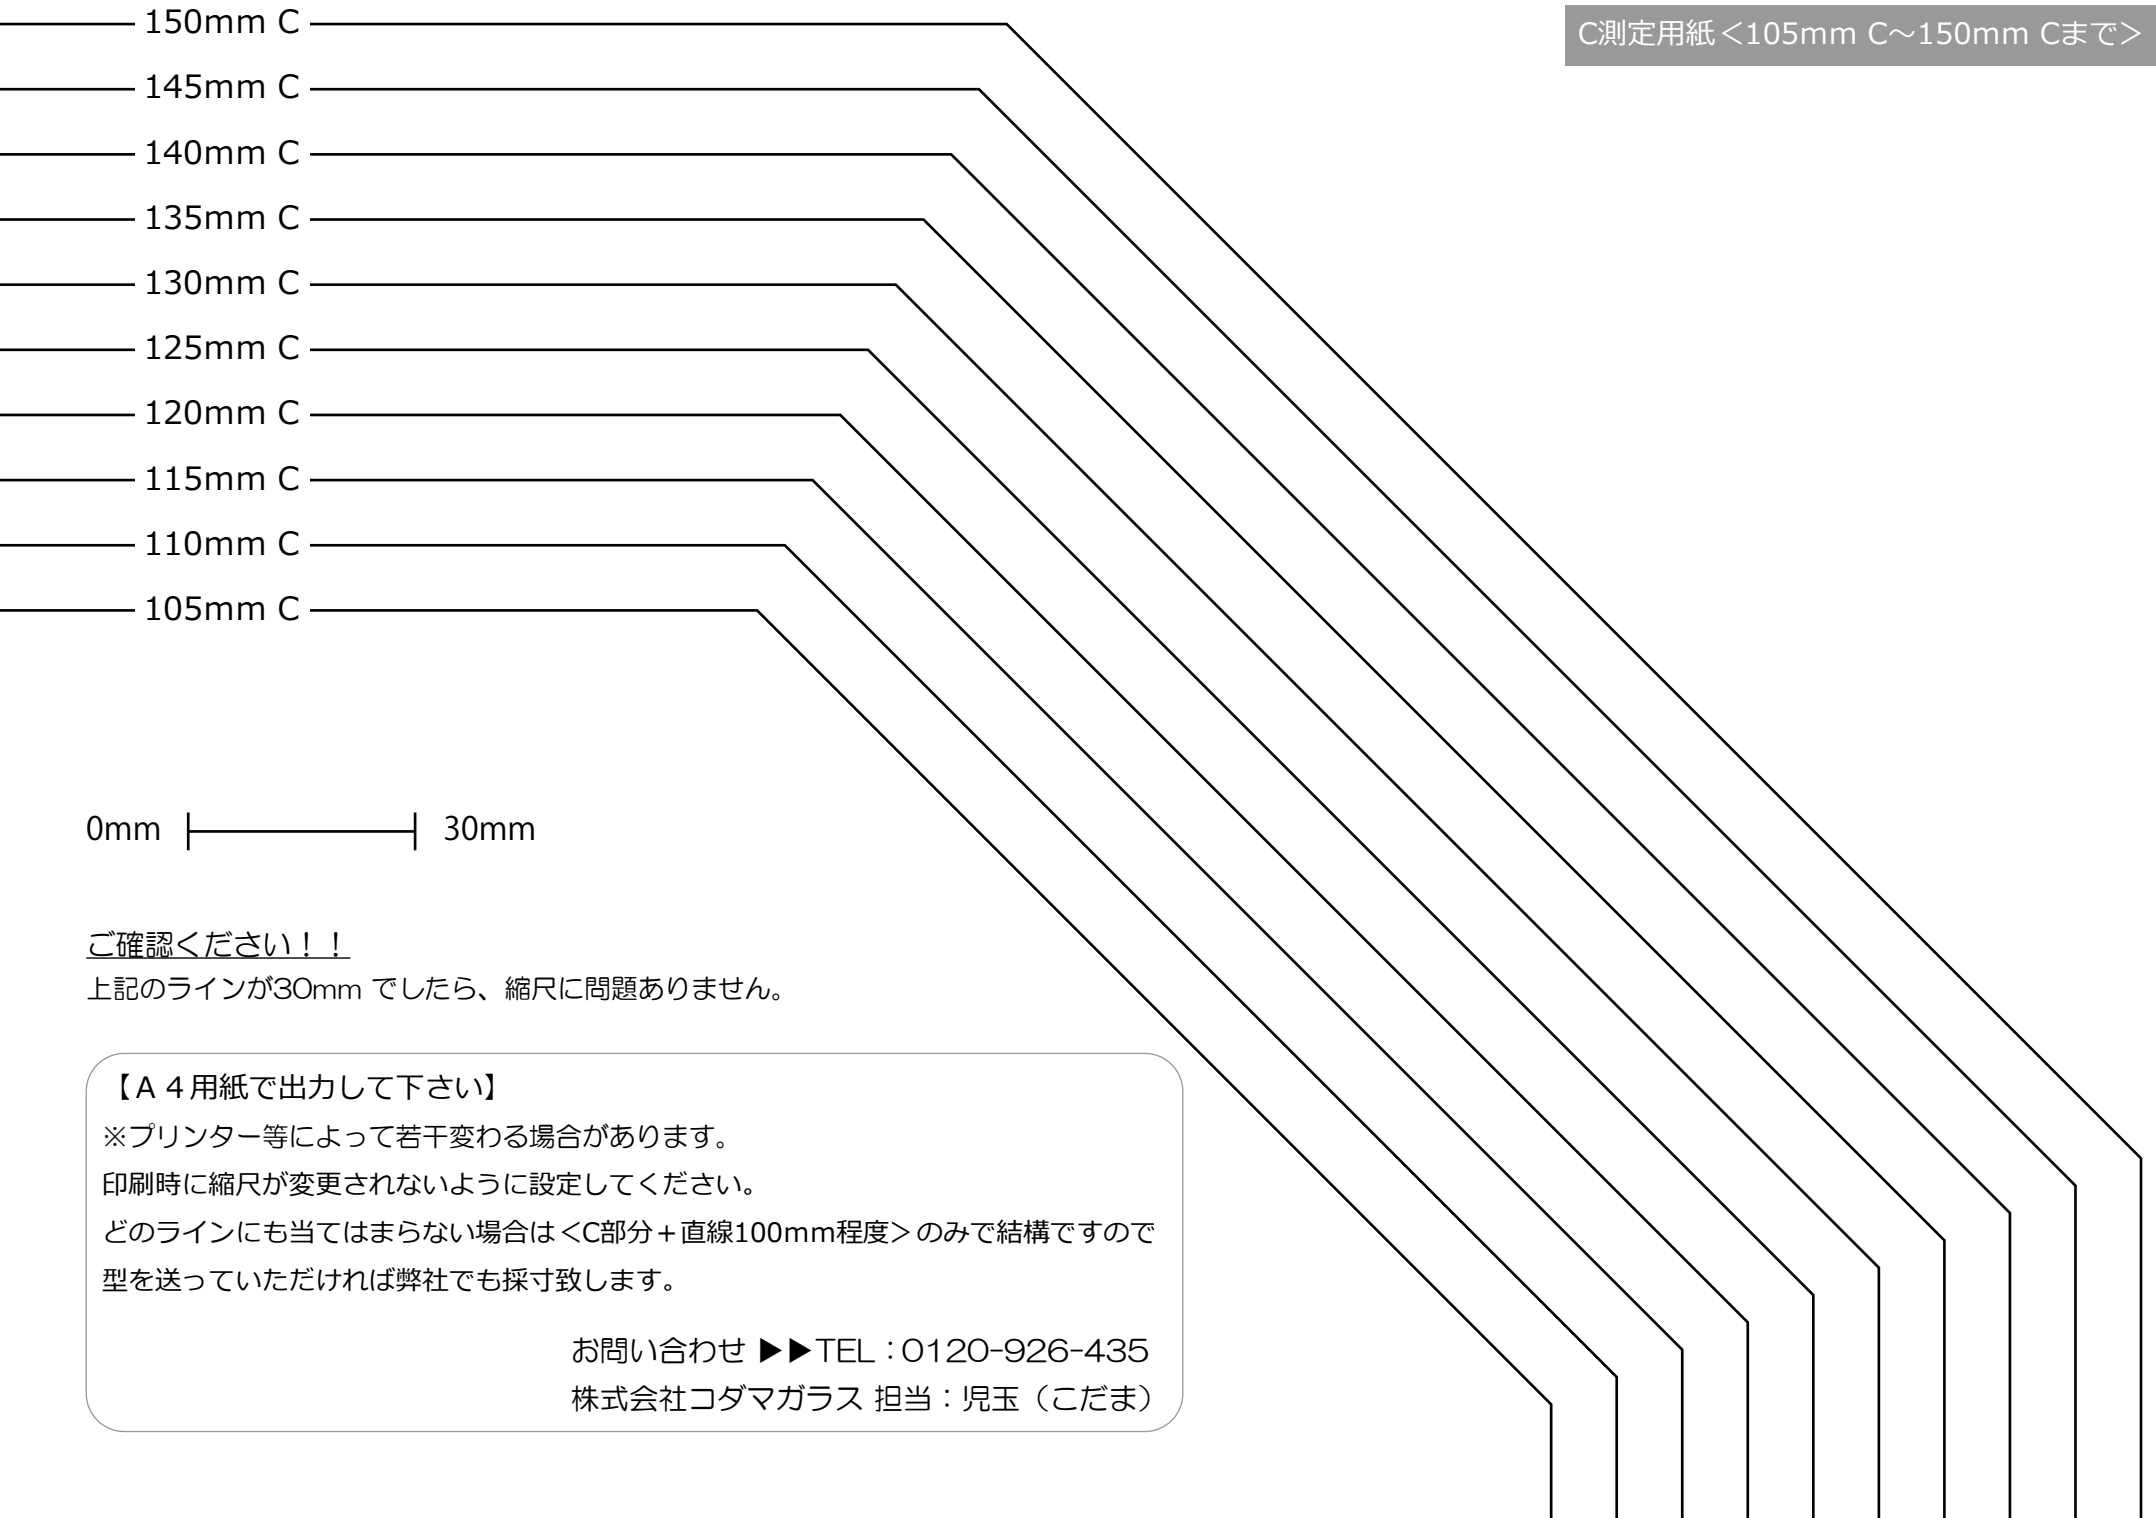 C測定用紙＜105mm C～150mm Cまで＞
150mm C
145mm C
140mm C
135mm C
130mm C
125mm C
120mm C
115mm C
110mm C
105mm C
0mm 30mm
ご確認ください！！
上記のラインが30mm でしたら、縮尺に問題ありません。
【A４用紙で出力して下さい】
※プリンター等によって若干変わる場合があります。
印刷時に縮尺が変更されないように設定してください。
どのラインにも当てはまらない場合は＜C部分＋直線100mm程度＞のみで結構ですので
型を送っていただければ弊社でも採寸致します。
お問い合わせ ▶▶TEL：0120-926-435
株式会社コダマガラス 担当：児玉（こだま）